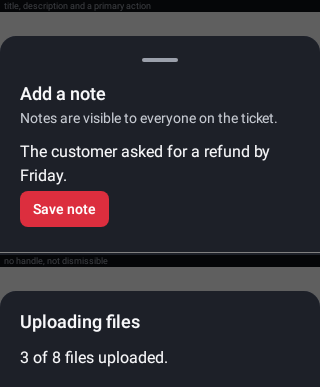 title, description and a primary action
Add a note
Notes are visible to everyone on the ticket.
The customer asked for a refund by
Friday.
Save note
no handle, not dismissible
Uploading files
3 of 8 files uploaded.